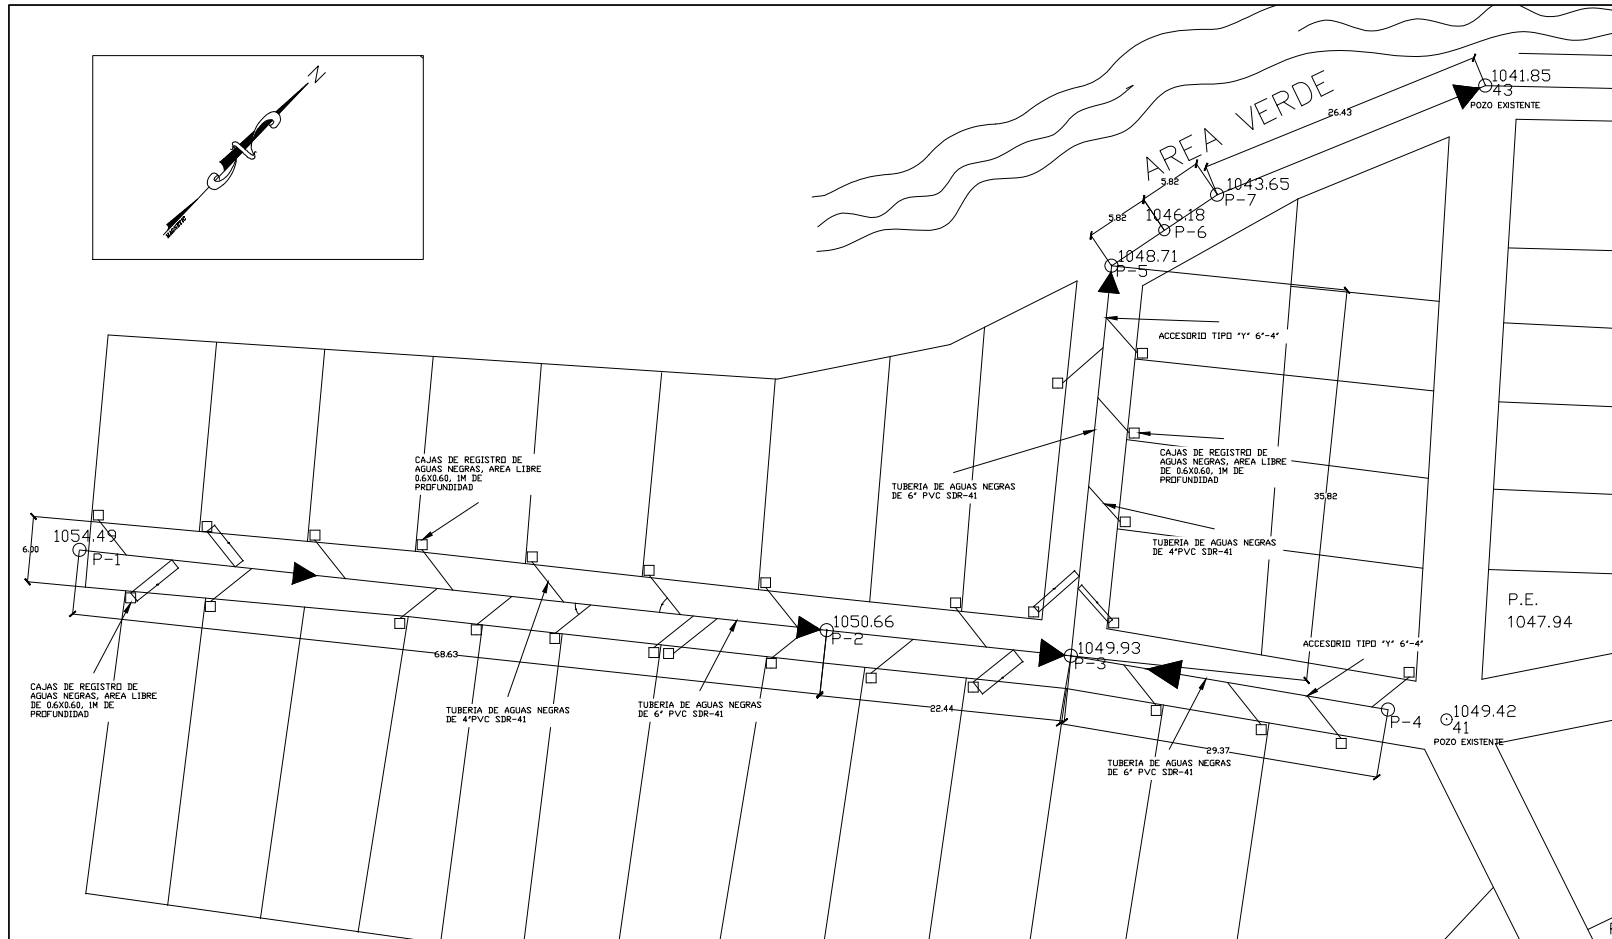 N
MAGNETIC
1041.85
43
POZO EXISTENTE
AREA VERDE
26.43
5.82
1043.65
P-7
1046.18
P-6
5.82
1048.71
P-5
ACCESORIO TIPO "Y" 6"-4"
CAJAS DE REGISTRO DE
AGUAS NEGRAS, AREA LIBRE
DE 0.6X0.60, 1M DE
PROFUNDIDAD
CAJAS DE REGISTRO DE
AGUAS NEGRAS, AREA LIBRE
0.6X0.60, 1M DE
PROFUNDIDAD
TUBERIA DE AGUAS NEGRAS
DE 6" PVC SDR-41
35.82
1054.49
P-1
6.00
TUBERIA DE AGUAS NEGRAS
DE 4"PVC SDR-41
P.E.
1047.94
1050.66
P-2
1049.93
P-3
ACCESORIO TIPO "Y" 6"-4"
68.63
CAJAS DE REGISTRO DE
AGUAS NEGRAS, AREA LIBRE
DE 0.6X0.60, 1M DE
PROFUNDIDAD
TUBERIA DE AGUAS NEGRAS
DE 4"PVC SDR-41
TUBERIA DE AGUAS NEGRAS
DE 6" PVC SDR-41
22.44
P-4
1049.42
41
POZO EXISTENTE
29.37
TUBERIA DE AGUAS NEGRAS
DE 6" PVC SDR-41